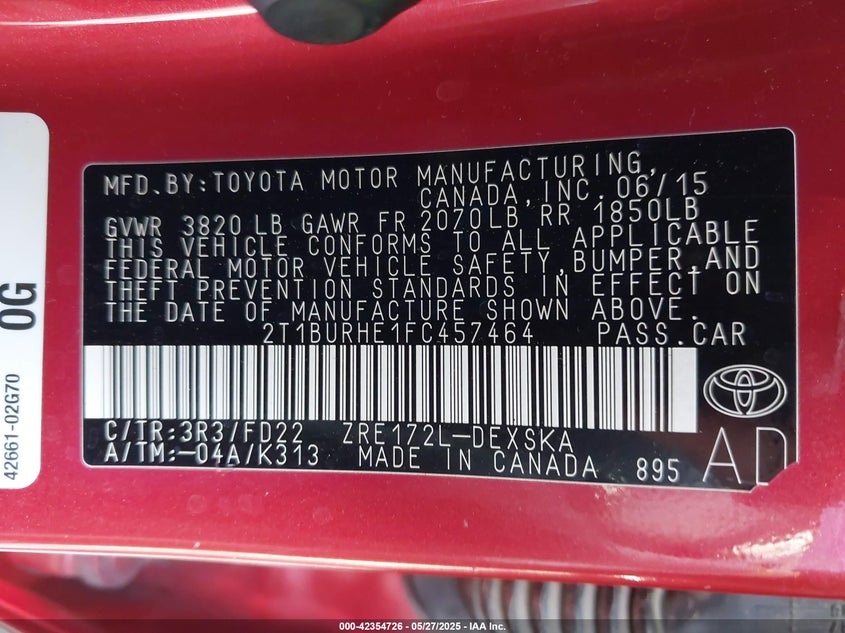 MFD.BY:TOYOTA MOTOR MANUFACTURING,
CANADA,INC. 06/15
GVWR 3820 LB GAWR FR 2070LB RR 1850LB
THIS VEHICLE CONFORMS TO ALL APPLICABLE
FEDERAL MOTOR VEHICLE SAFETY,BUMPER,AND
THEFT PREVENTION STANDARDS IN EFFECT ON
THE DATE OF MANUFACTURE SHOWN ABOVE.
2T1BURHE1FC457464 PASS.CAR
C/TR:3R3/FD22 ZRE172L-DEXSKA
A/TM:-04A/K313 MADE IN CANADA 895
AD
0G
42661-02G70
000-42354726 - 05/27/2025 - IAA Inc.